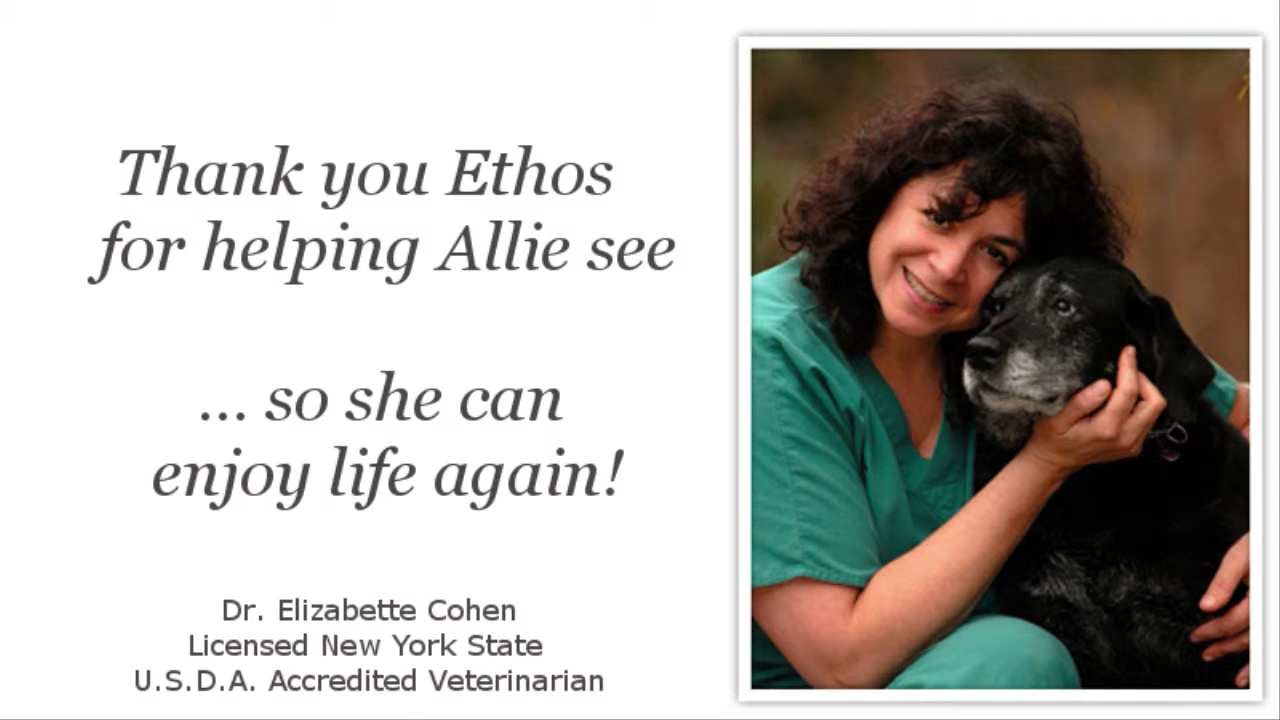 Thank you Ethos
for helping Allie see
... so she can
enjoy life again!
Dr. Elizabette Cohen
Licensed New York State
U.S.D.A. Accredited Veterinarian